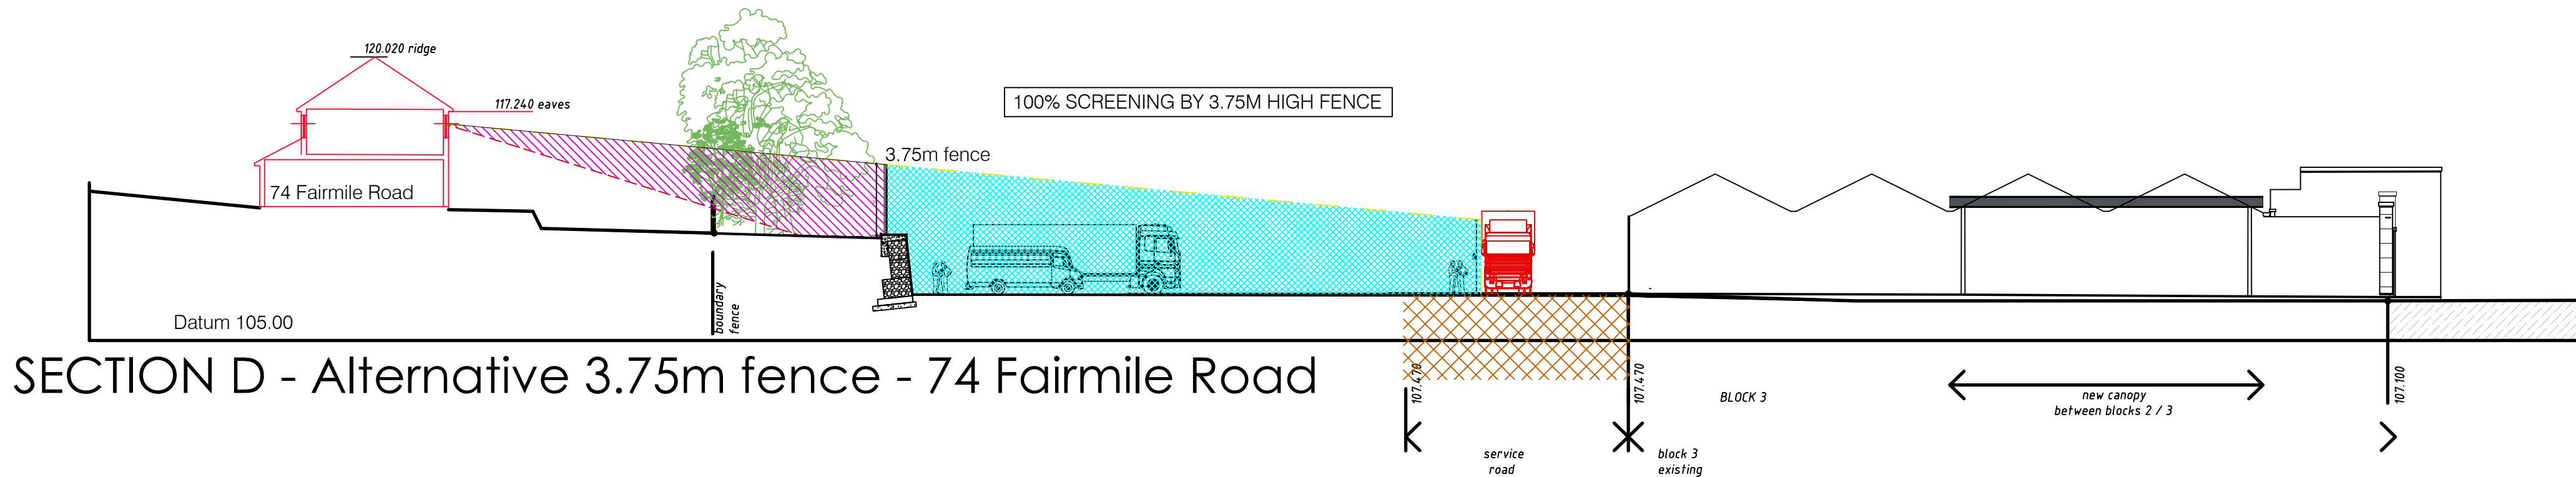 120.020 ridge
117.240 eaves
100% SCREENING BY 3.75M HIGH FENCE
3.75m fence
74 Fairmile Road
Datum 105.00
boundary
fence
SECTION D - Alternative 3.75m fence - 74 Fairmile Road
107.470
107.470
BLOCK 3
new canopy
between blocks 2 / 3
107.100
service
road
block 3
existing